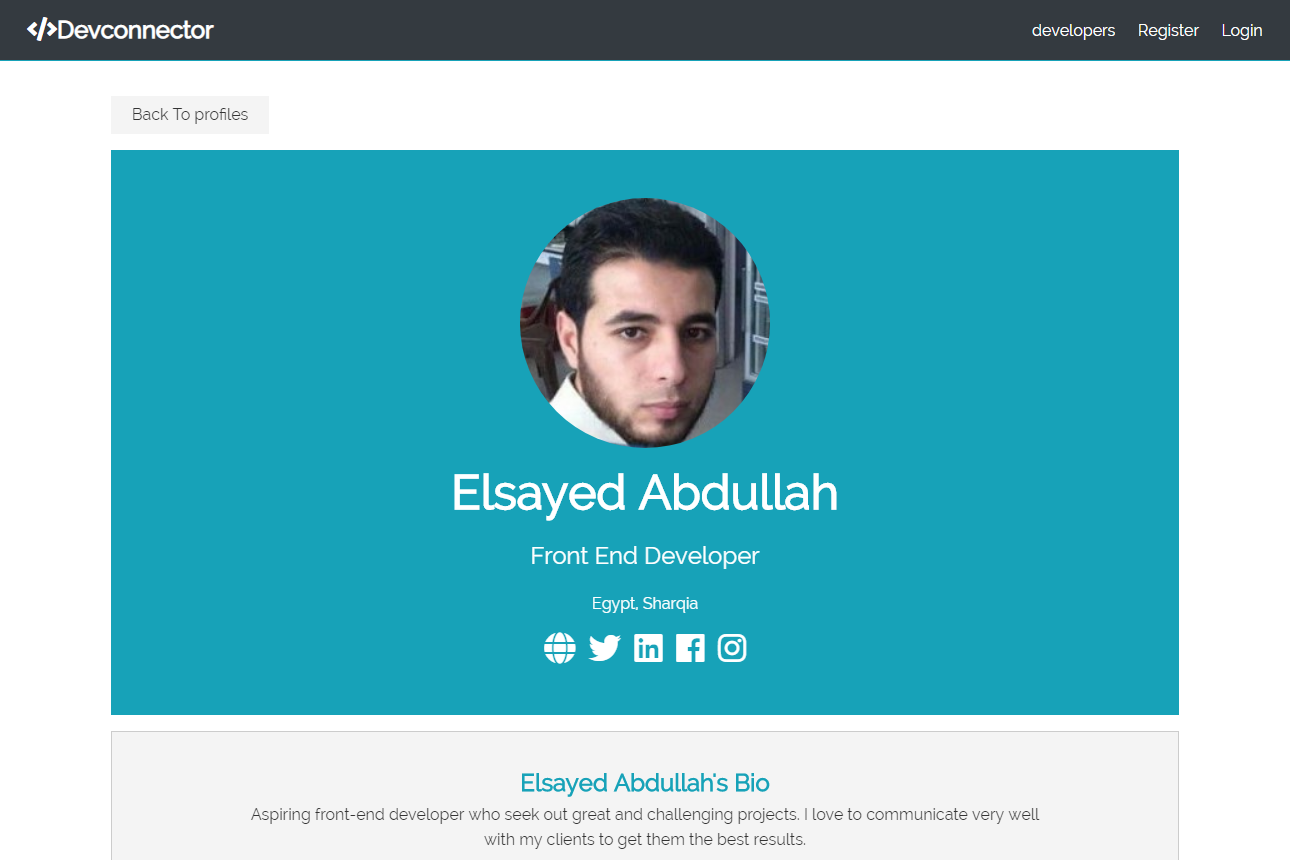 </>Devconnector
developers Register Login
Back To profiles
Elsayed Abdullah
Front End Developer
Egypt, Sharqia
Elsayed Abdullah's Bio
Aspiring front-end developer who seek out great and challenging projects. I love to communicate very well
with my clients to get them the best results.